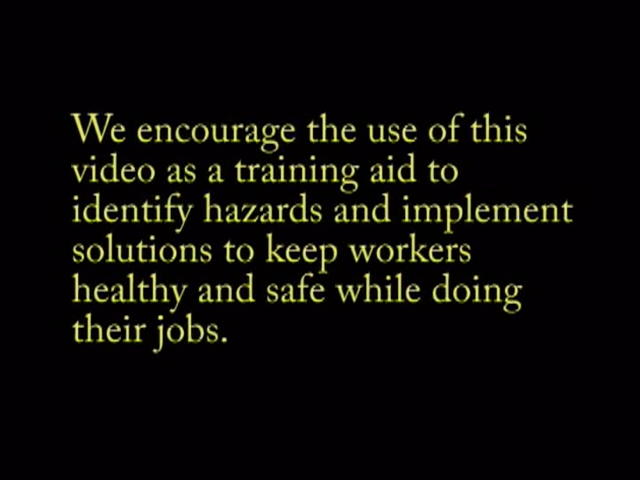 We encourage the use of this
video as a training aid to
identify hazards and implement
solutions to keep workers
healthy and safe while doing
their jobs.